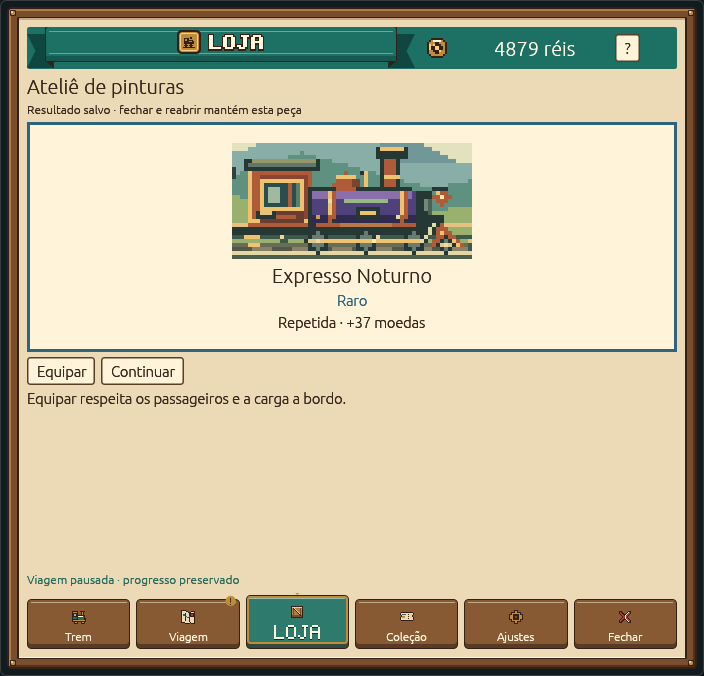 LOJA
4879 réis
?
Ateliê de pinturas
Resultado salvo · fechar e reabrir mantém esta peça
Expresso Noturno
Raro
Repetida · +37 moedas
Equipar
Continuar
Equipar respeita os passageiros e a carga a bordo.
Viagem pausada · progresso preservado
!
Trem
Viagem
LOJA
Coleção
Ajustes
Fechar